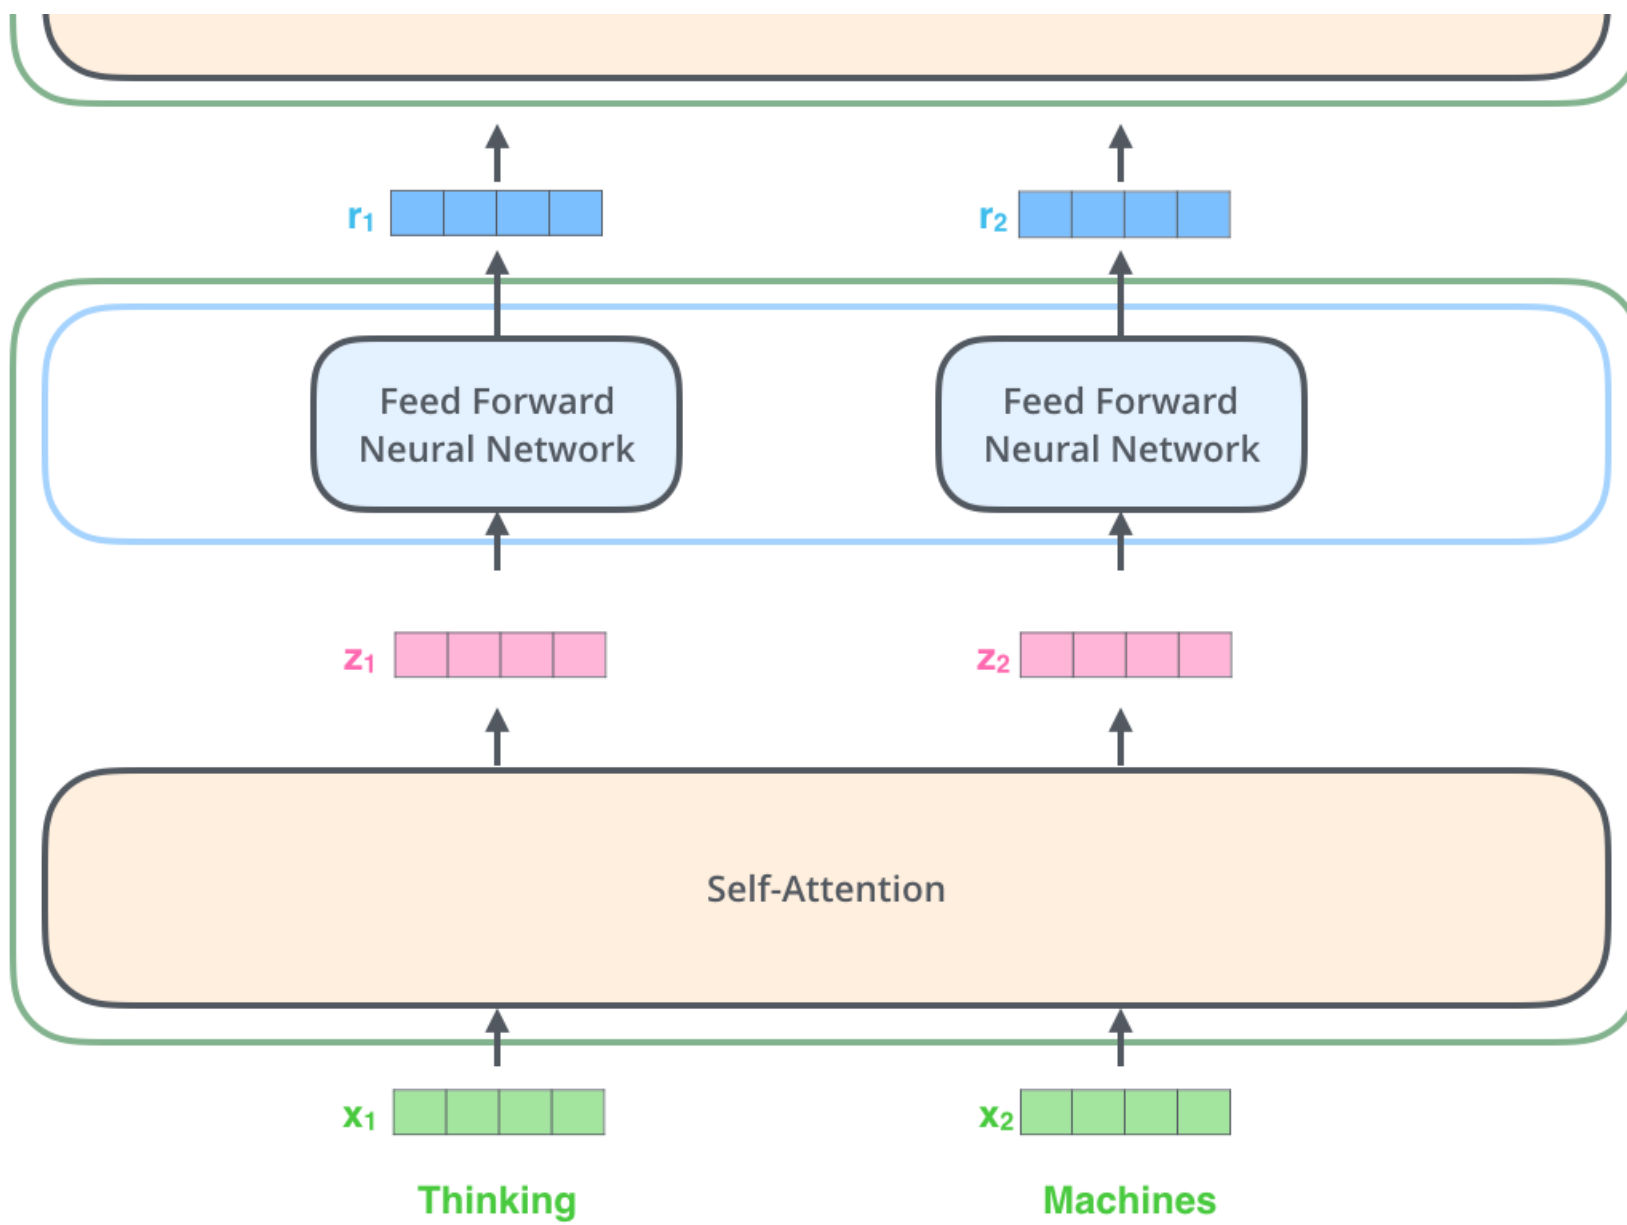 r1
r2
Feed Forward
Neural Network
Feed Forward
Neural Network
z1
z2
Self-Attention
x1
x2
Thinking
Machines